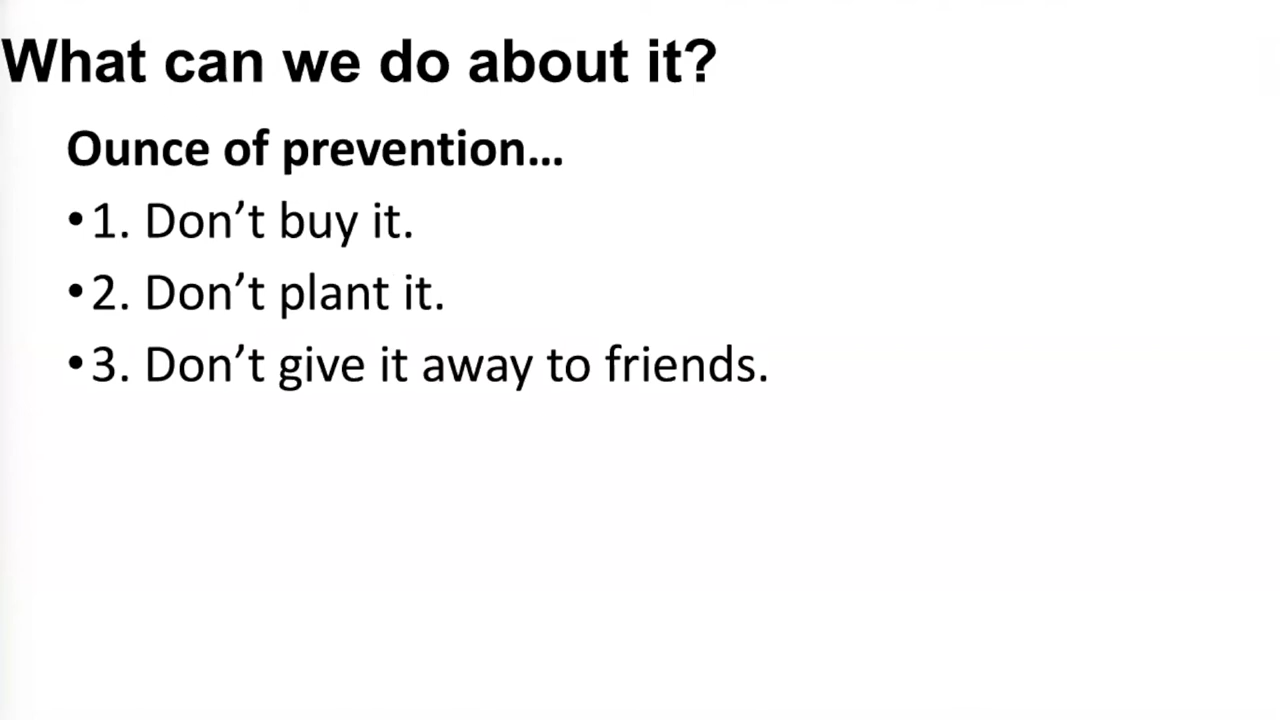 What can we do about it?
Ounce of prevention…
•1. Don’t buy it.
•2. Don’t plant it.
•3. Don’t give it away to friends.